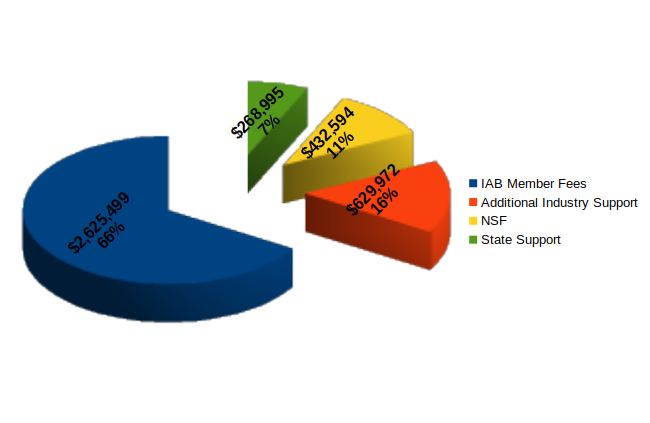 $268,995
7%
$432,594
11%
$629,972
16%
$2,625,499
66%
IAB Member Fees
Additional Industry Support
NSF
State Support